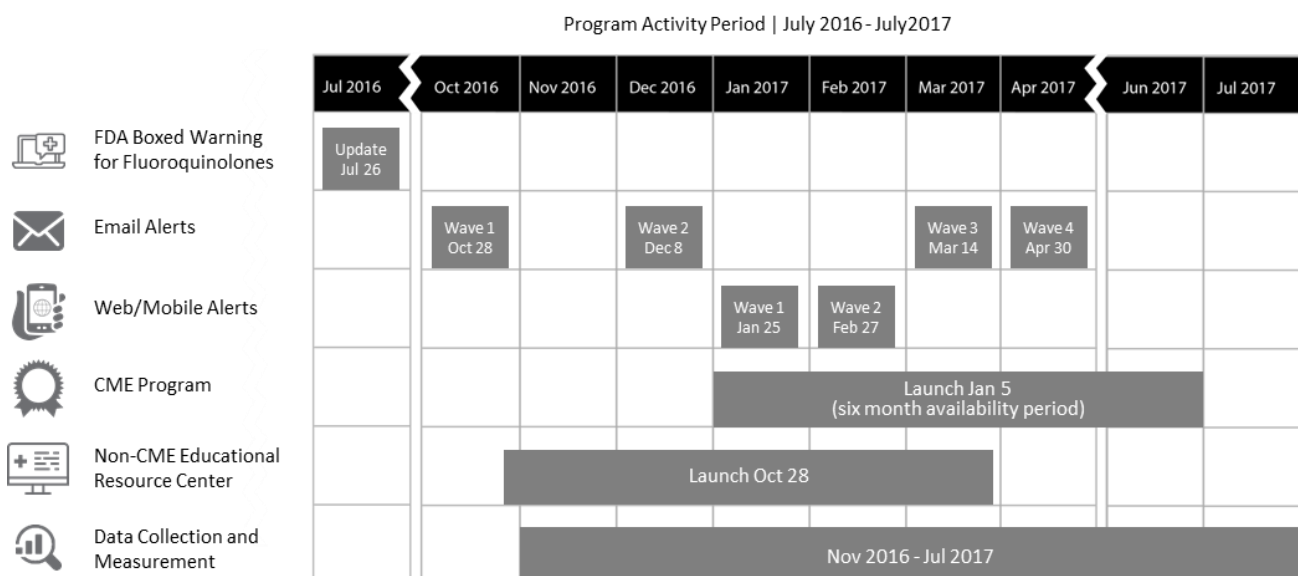 Program Activity Period | July 2016 - July2017
Jul 2016
Oct 2016
Nov 2016
Dec 2016
Jan 2017
Feb 2017
Mar 2017
Apr 2017
Jun 2017
Jul 2017
FDA Boxed Warning
for Fluoroquinolones
Update
Jul 26
Email Alerts
Wave 1
Oct 28
Wave 2
Dec 8
Wave 3
Mar 14
Wave 4
Apr 30
Web/Mobile Alerts
Wave 1
Jan 25
Wave 2
Feb 27
CME Program
Launch Jan 5
(six month availability period)
Non-CME Educational
Resource Center
Launch Oct 28
Data Collection and
Measurement
Nov 2016 - Jul 2017